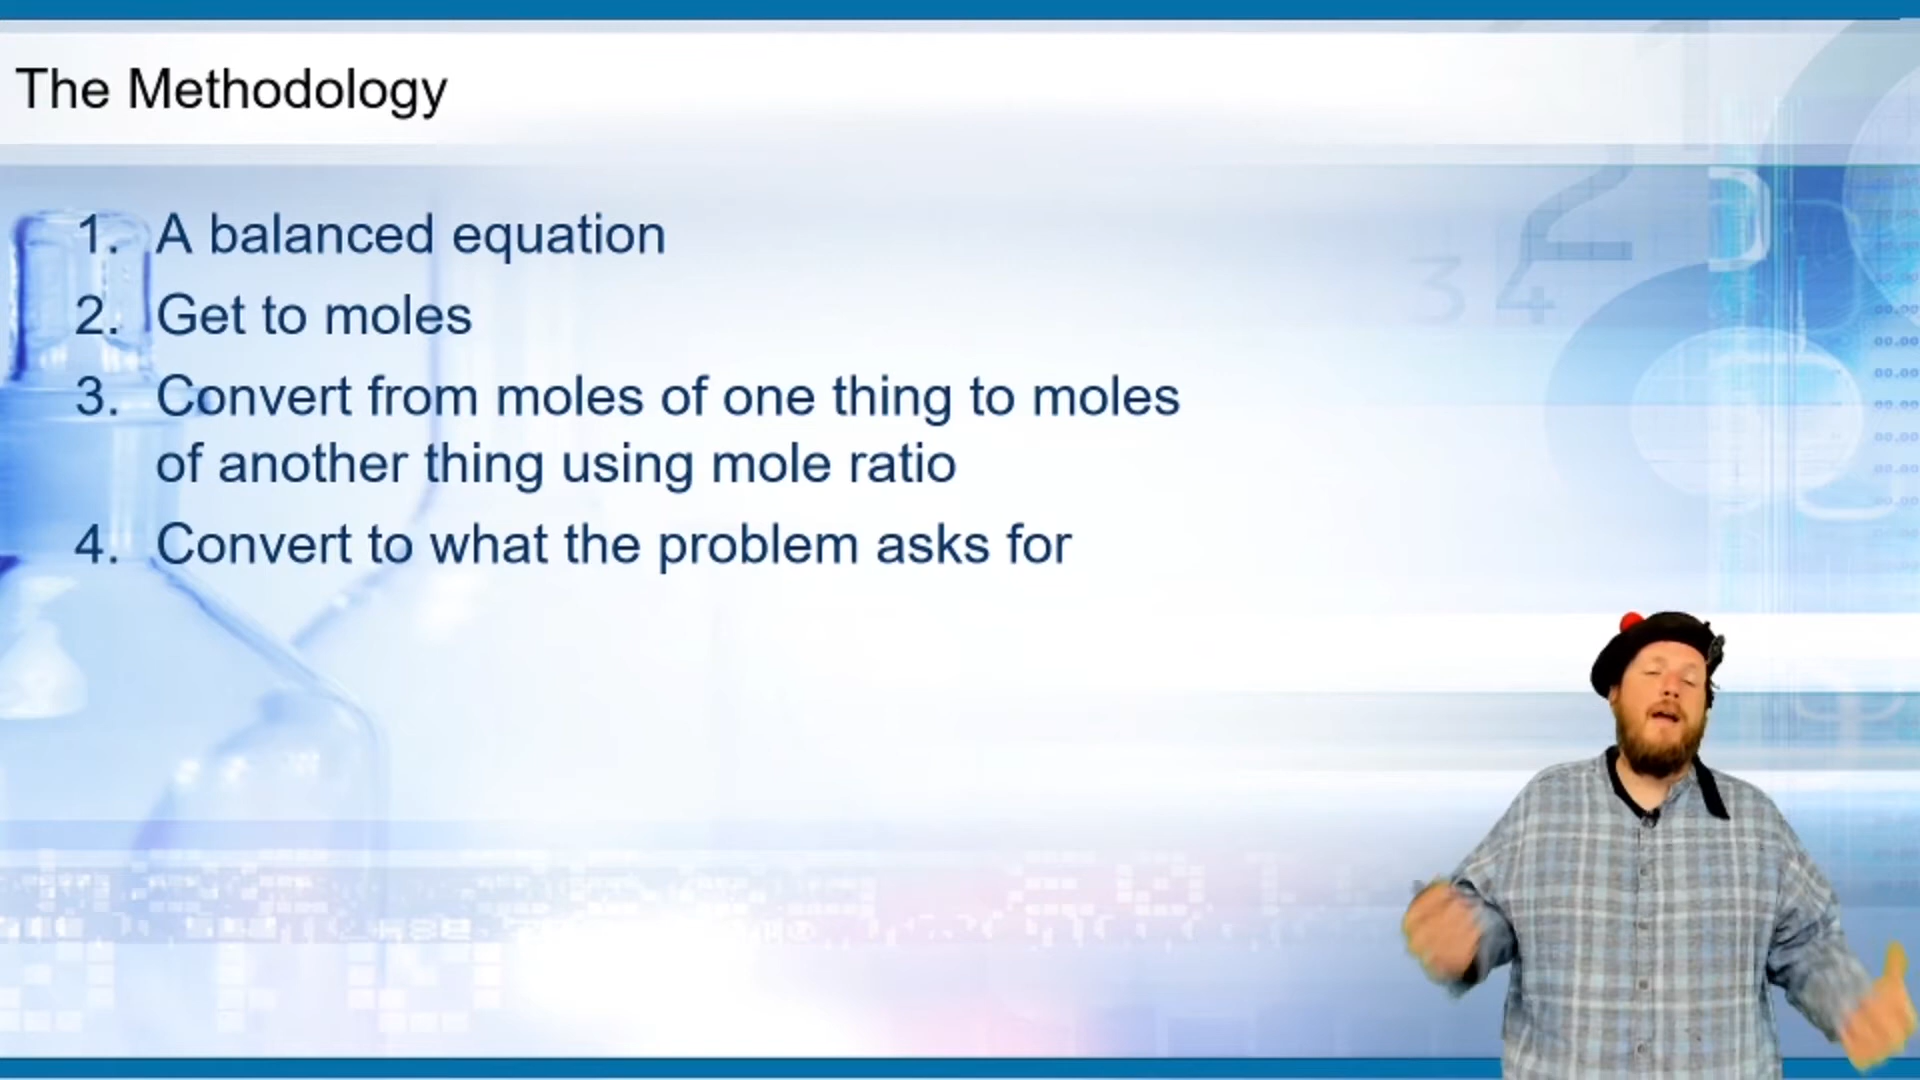 The Methodology
1. A balanced equation
2. Get to moles
3. Convert from moles of one thing to moles
of another thing using mole ratio
4. Convert to what the problem asks for